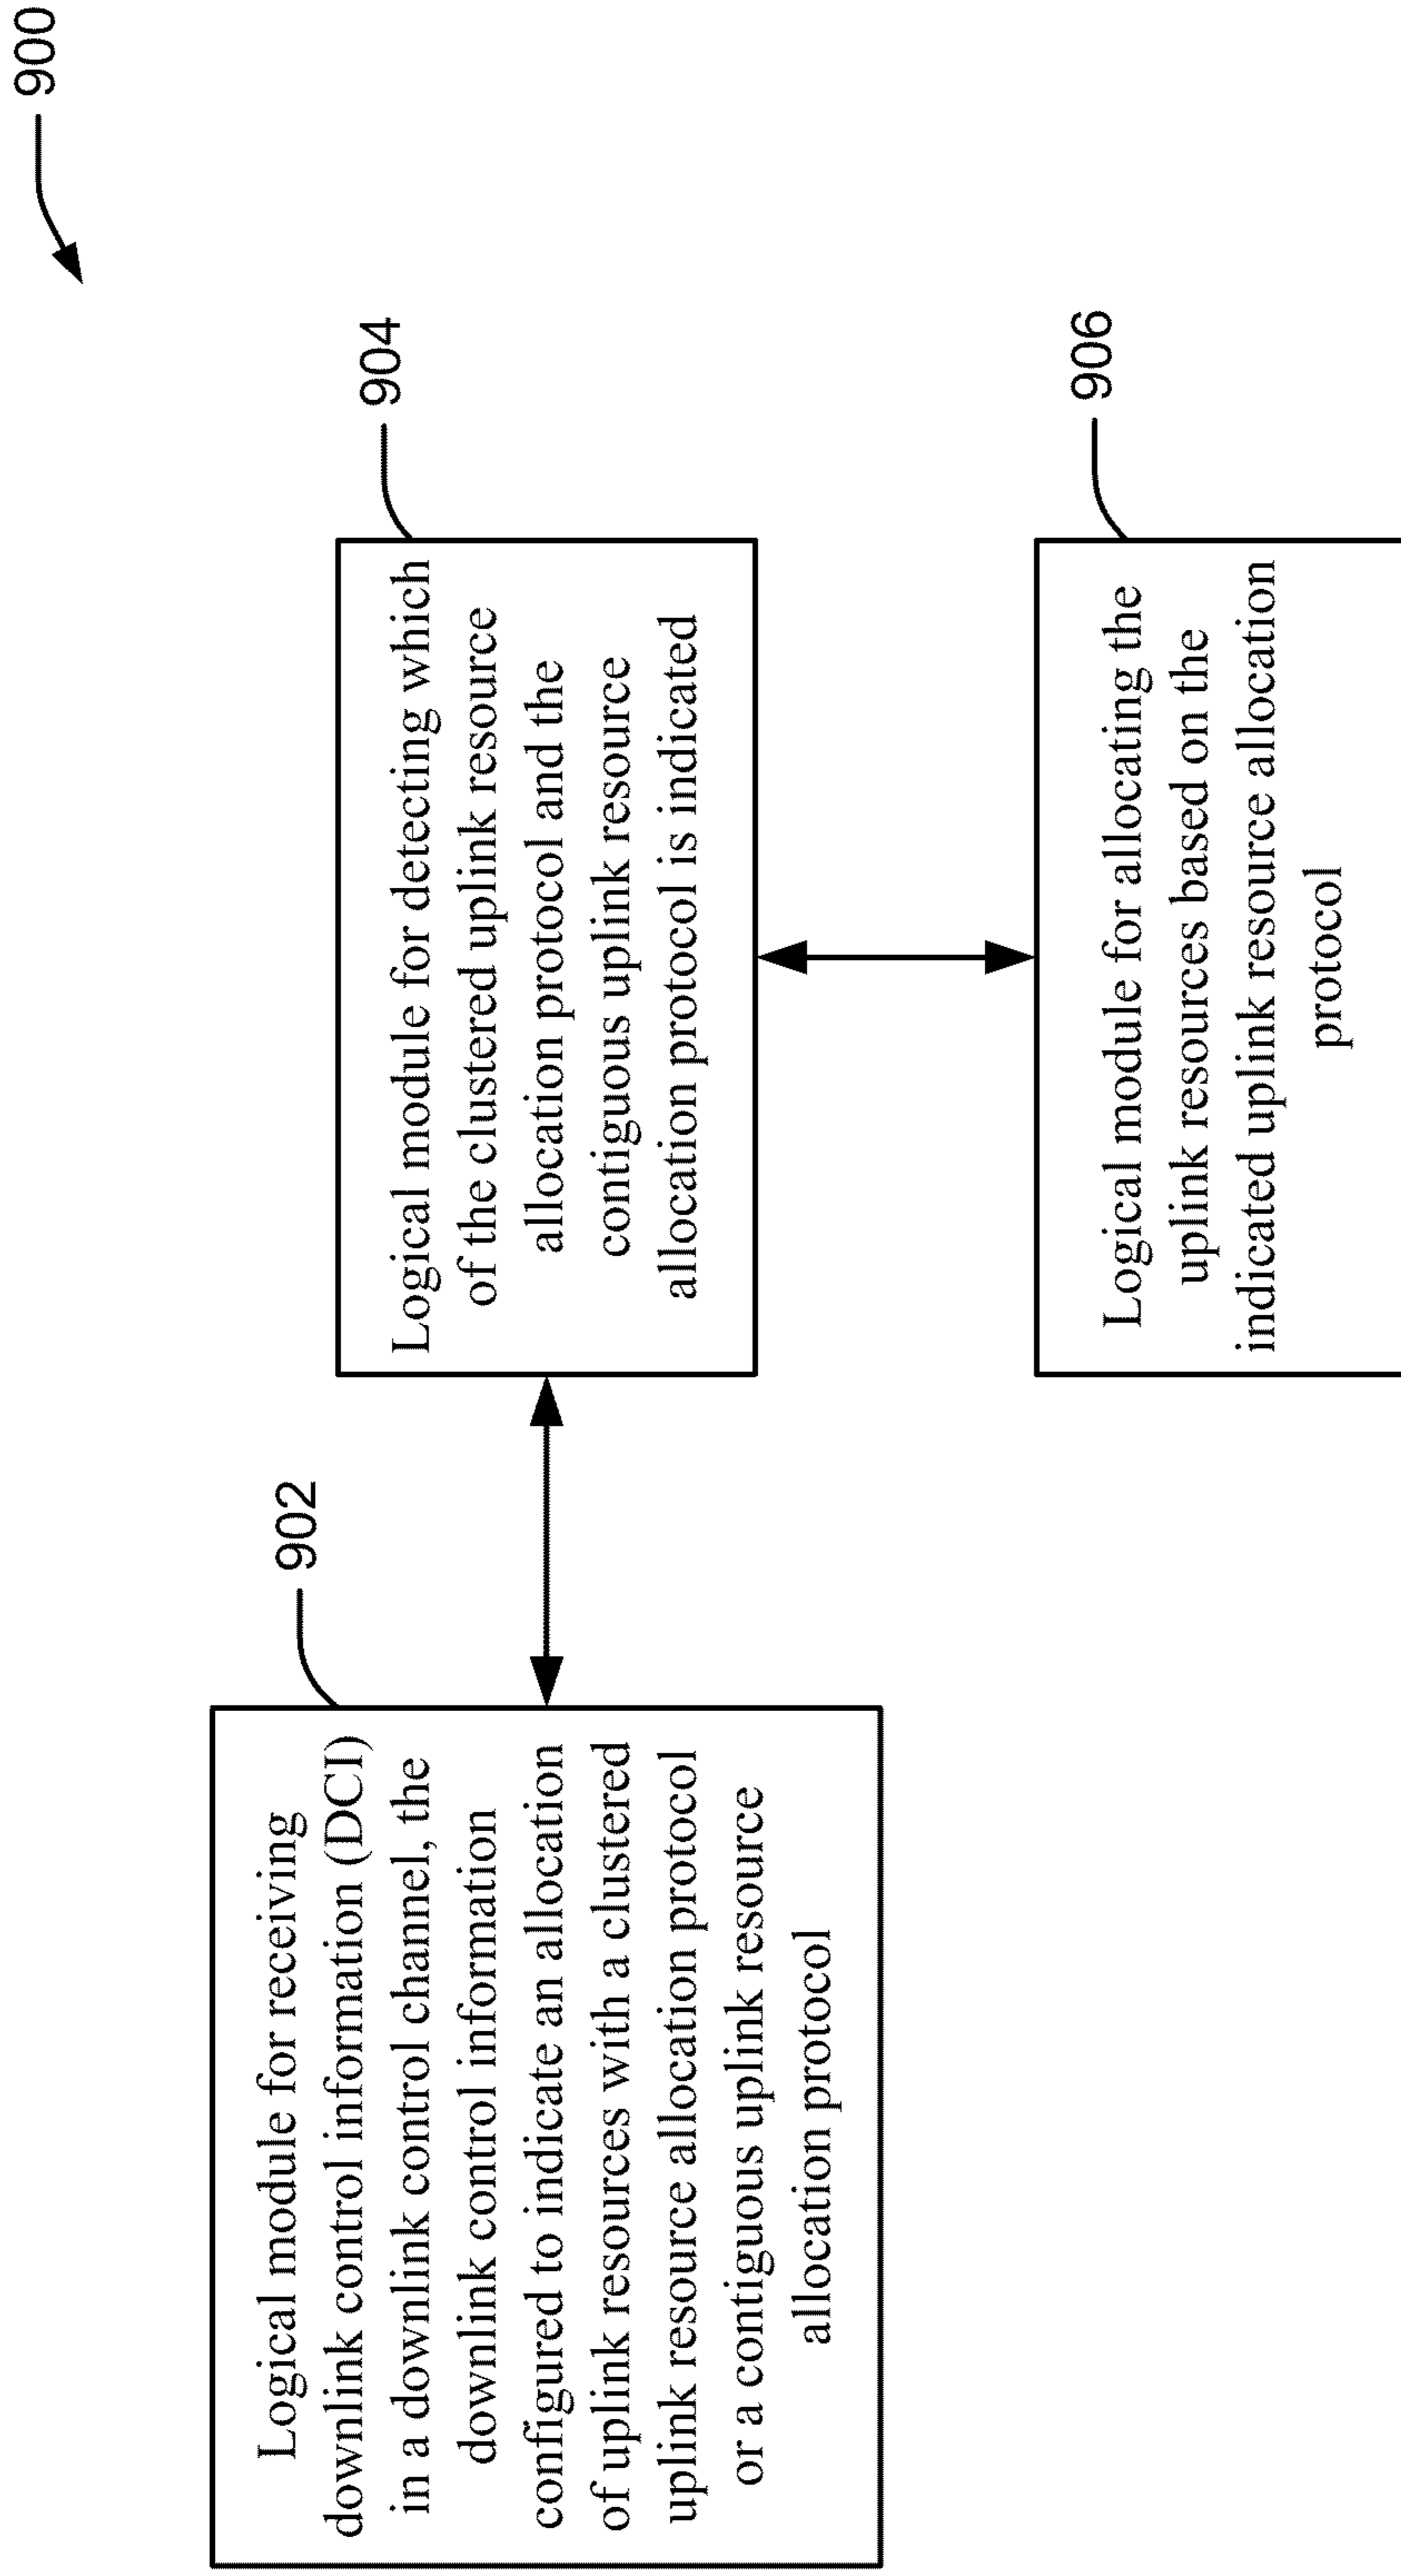 900
902
Logical module for receiving
downlink control information (DCI)
in a downlink control channel, the
downlink control information
configured to indicate an allocation
of uplink resources with a clustered
uplink resource allocation protocol
or a contiguous uplink resource
allocation protocol
904
Logical module for detecting which
of the clustered uplink resource
allocation protocol and the
contiguous uplink resource
allocation protocol is indicated
906
Logical module for allocating the
uplink resources based on the
indicated uplink resource allocation
protocol